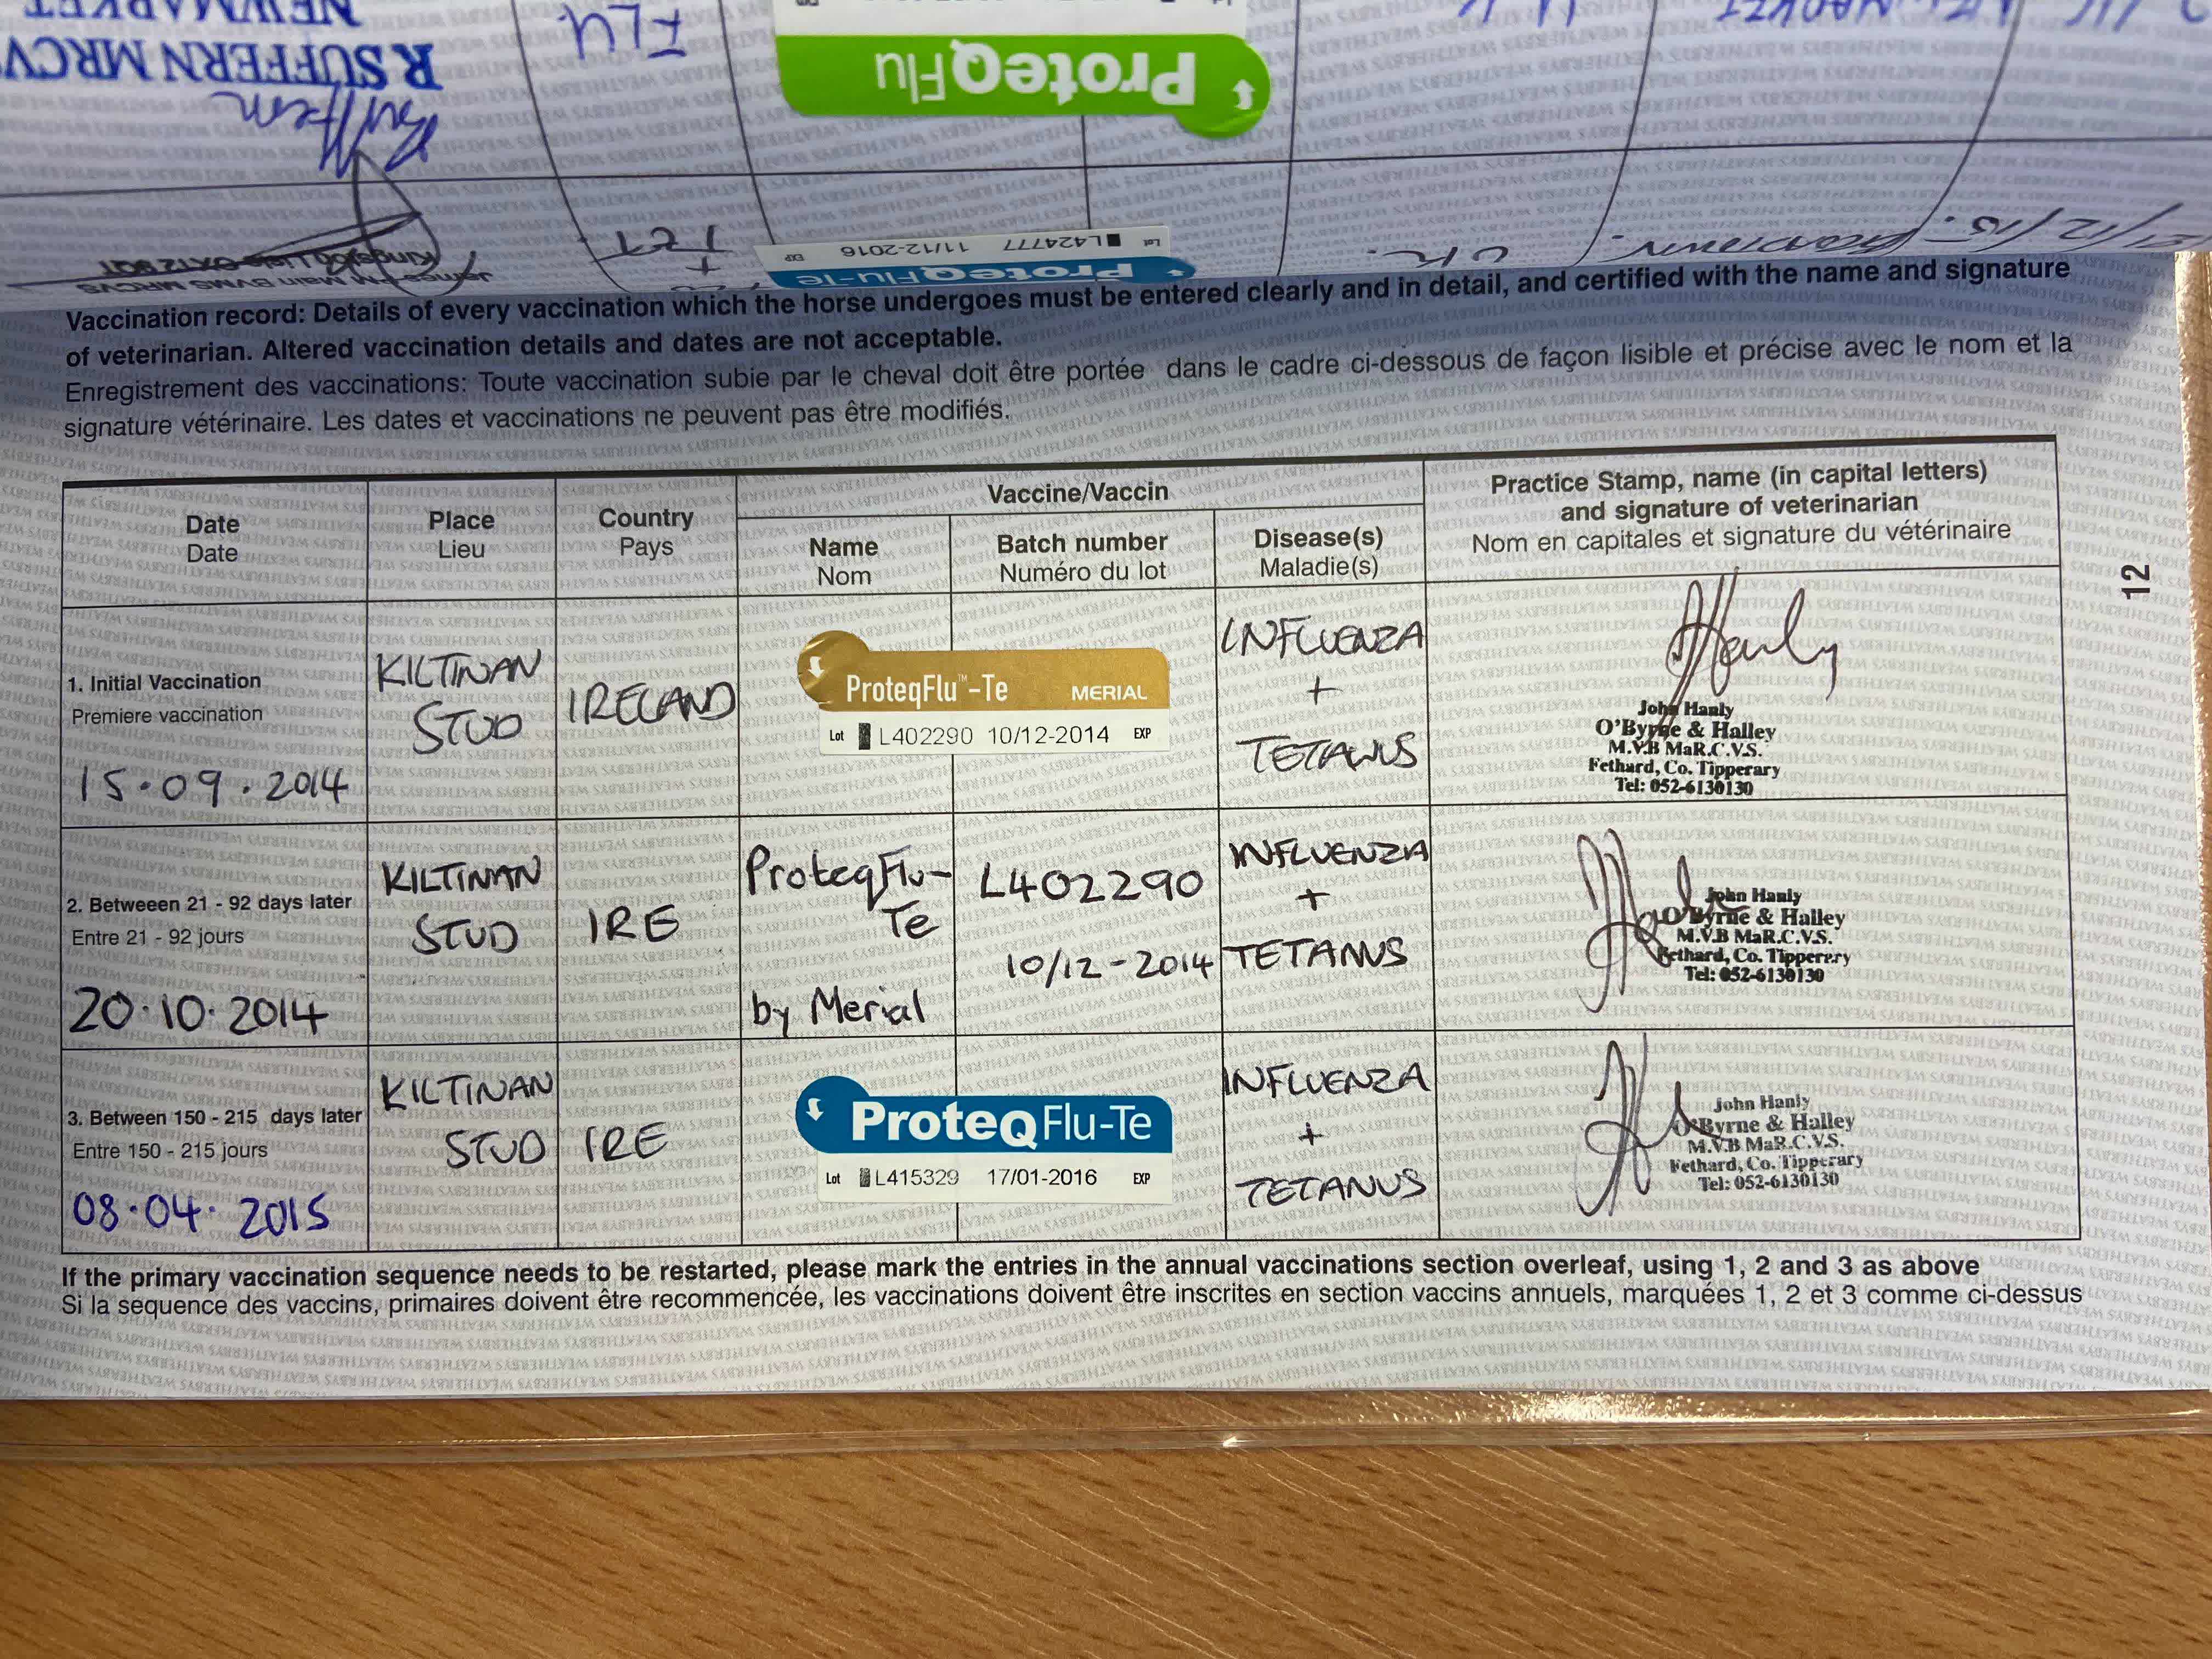 NEWMARKET
R SUFFERN MRCVS
FLU
ProteqFlu
UK
FLU
+
TET
ProteqFlu-Te
Lot L424777 11/12-2016 EXP
Vaccination record: Details of every vaccination which the horse undergoes must be entered clearly and in detail, and certified with the name and signature
of veterinarian. Altered vaccination details and dates are not acceptable.
Enregistrement des vaccinations: Toute vaccination subie par le cheval doit être portée dans le cadre ci-dessous de façon lisible et précise avec le nom et la
signature vétérinaire. Les dates et vaccinations ne peuvent pas être modifiés.
Date
Date
Place
Lieu
Country
Pays
Vaccine/Vaccin
Name
Nom
Batch number
Numéro du lot
Disease(s)
Maladie(s)
Practice Stamp, name (in capital letters)
and signature of veterinarian
Nom en capitales et signature du vétérinaire
12
1. Initial Vaccination
Premiere vaccination
15.09.2014
KILTINAN
STUD
IRELAND
ProteqFlu™-Te MERIAL
Lot L402290 10/12-2014 EXP
INFLUENZA
+
TETANUS
JHanly
John Hanly
O'Byrne & Halley
M.V.B MaR.C.V.S.
Fethard, Co. Tipperary
Tel: 052-6130130
2. Betweeen 21 - 92 days later
Entre 21 - 92 jours
20.10.2014
KILTINAN
STUD
IRE
ProteqFlu-
Te
by Merial
L402290
10/12-2014
INFLUENZA
+
TETANUS
John Hanly
O'Byrne & Halley
M.V.B MaR.C.V.S.
Fethard, Co. Tipperary
Tel: 052-6130130
3. Between 150 - 215 days later
Entre 150 - 215 jours
08.04.2015
KILTINAN
STUD
IRE
ProteqFlu-Te
Lot L415329 17/01-2016 EXP
INFLUENZA
+
TETANUS
John Hanly
O'Byrne & Halley
M.V.B MaR.C.V.S.
Fethard, Co. Tipperary
Tel: 052-6130130
If the primary vaccination sequence needs to be restarted, please mark the entries in the annual vaccinations section overleaf, using 1, 2 and 3 as above
Si la sequence des vaccins, primaires doivent être recommencée, les vaccinations doivent être inscrites en section vaccins annuels, marquées 1, 2 et 3 comme ci-dessus